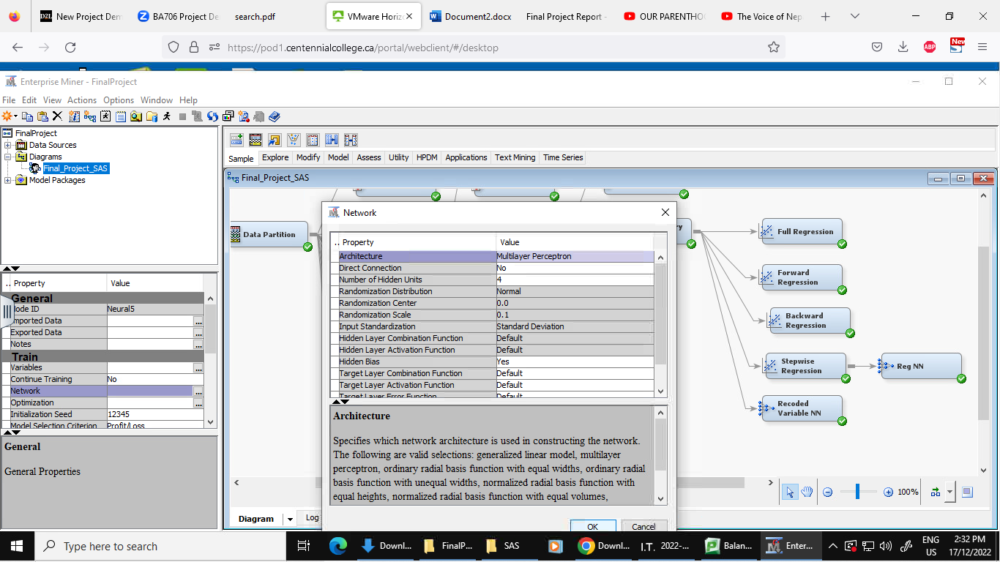 New Project Den
BA706 Project De
search.pdf
VMware Horizo
Document2.docx
Final Project Report -
OUR PARENTHO
The Voice of Nep
https://pod1.centennialcollege.ca/portal/webclient/#/desktop
ABP
New
Enterprise Miner - FinalProject
File Edit View Actions Options Window Help
FinalProject
Data Sources
Diagrams
Final_Project_SAS
Model Packages
Sample Explore Modify Model Assess Utility HPDM Applications Text Mining Time Series
Final_Project_SAS
Data Partition
Full Regression
Forward
Regression
Backward
Regression
Stepwise
Regression
Reg NN
Recoded
Variable NN
Network
.. Property Value
Architecture Multilayer Perceptron
Direct Connection No
Number of Hidden Units 4
Randomization Distribution Normal
Randomization Center 0.0
Randomization Scale 0.1
Input Standardization Standard Deviation
Hidden Layer Combination Function Default
Hidden Layer Activation Function Default
Hidden Bias Yes
Target Layer Combination Function Default
Target Layer Activation Function Default
Target Layer Error Function Default
Architecture
Specifies which network architecture is used in constructing the network.
The following are valid selections: generalized linear model, multilayer
perceptron, ordinary radial basis function with equal widths, ordinary radial
basis function with unequal widths, normalized radial basis function with
equal heights, normalized radial basis function with equal volumes,
OK Cancel
.. Property Value
General
Node ID Neural5
Imported Data ...
Exported Data ...
Notes ...
Train
Variables ...
Continue Training No
Network ...
Optimization ...
Initialization Seed 12345
Model Selection Criterion Profit/Loss
General
General Properties
100%
Diagram Log
Type here to search
Downl...
FinalP...
SAS
Downl...
I.T. 2022-...
Balan...
Enter...
ENG
US
2:32 PM
17/12/2022